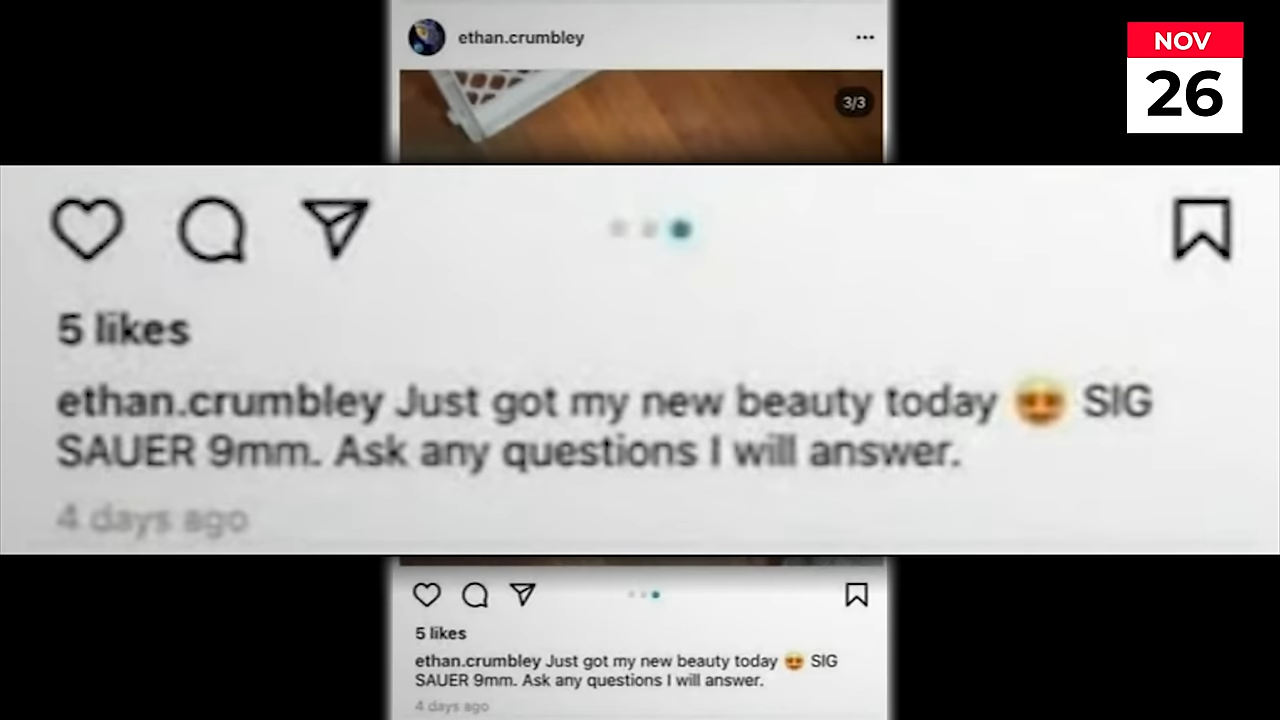 ethan.crumbley
3/3
NOV
26
5 likes
ethan.crumbley Just got my new beauty today 😍 SIG
SAUER 9mm. Ask any questions I will answer.
4 days ago
5 likes
ethan.crumbley Just got my new beauty today 😍 SIG
SAUER 9mm. Ask any questions I will answer.
4 days ago